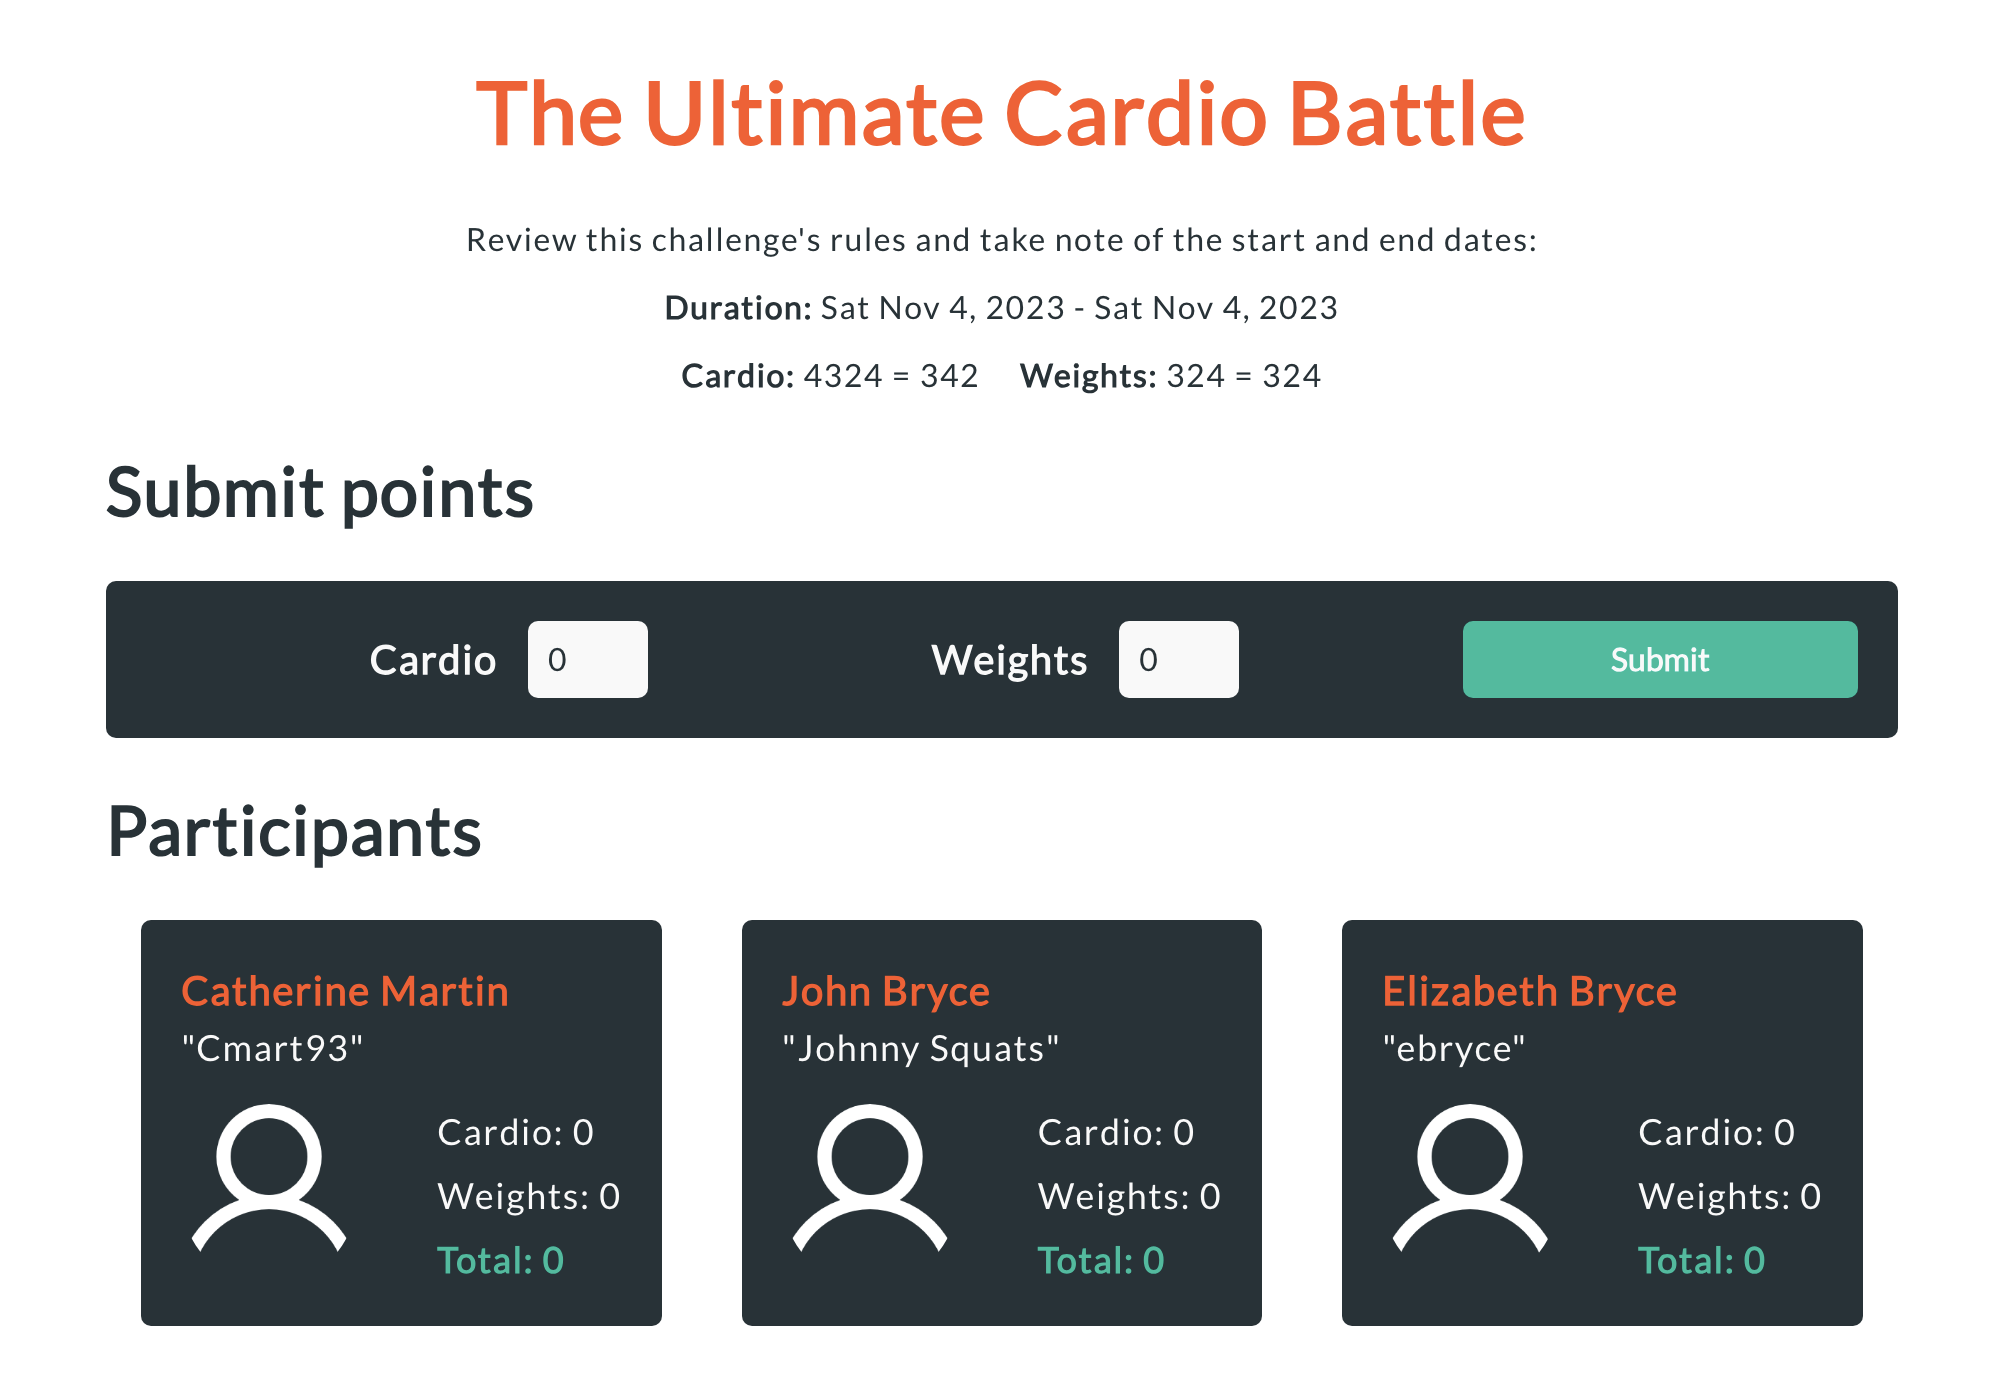 The Ultimate Cardio Battle
Review this challenge's rules and take note of the start and end dates:
Duration: Sat Nov 4, 2023 - Sat Nov 4, 2023
Cardio: 4324 = 342 Weights: 324 = 324
Submit points
Cardio 0 Weights 0 Submit
Participants
Catherine Martin
"Cmart93"
Cardio: 0
Weights: 0
Total: 0
John Bryce
"Johnny Squats"
Cardio: 0
Weights: 0
Total: 0
Elizabeth Bryce
"ebryce"
Cardio: 0
Weights: 0
Total: 0